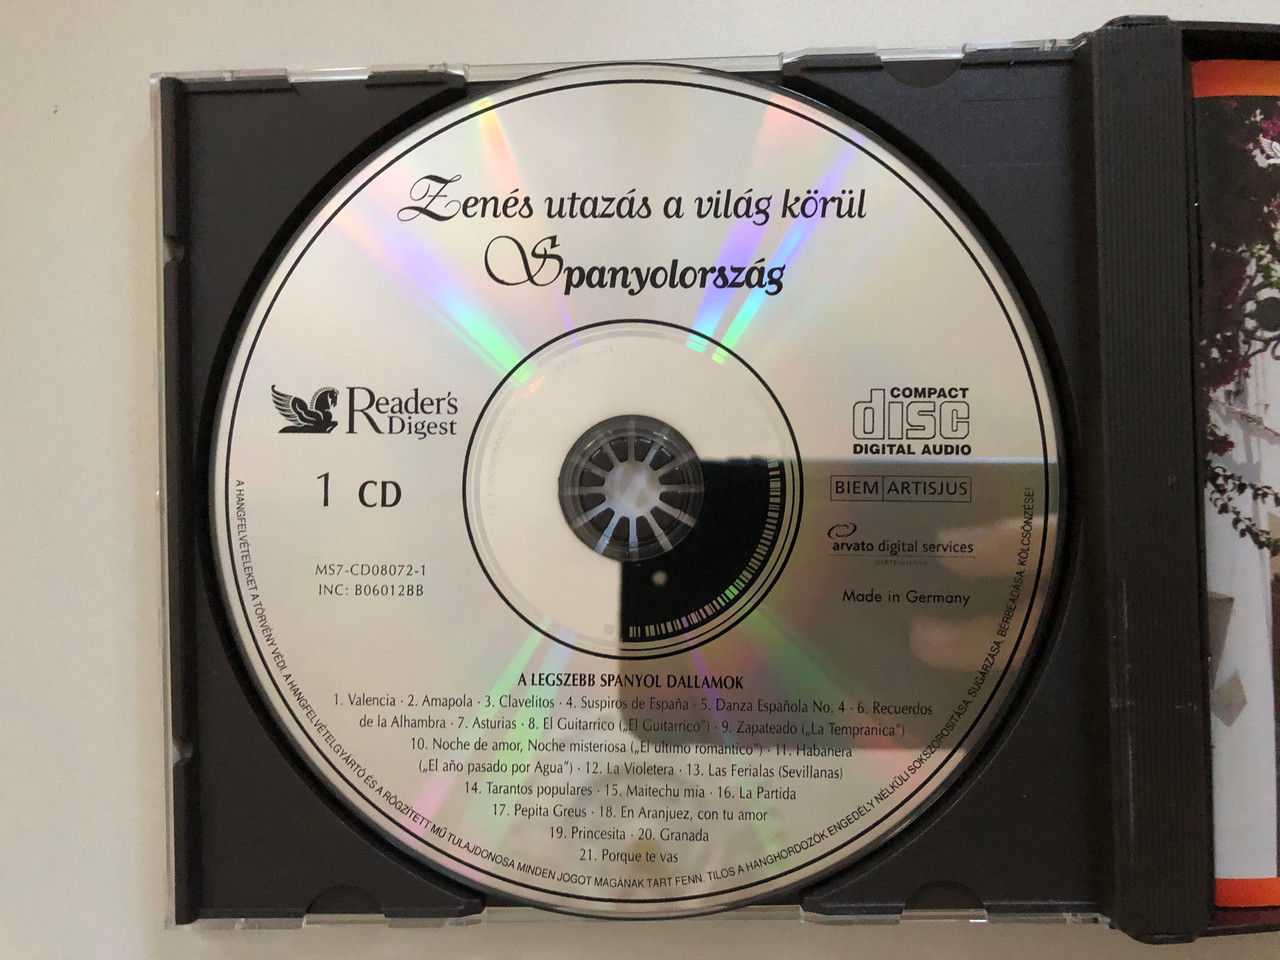 Zenés utazás a világ körül
Spanyolország
Reader's
Digest
1 CD
MS7-CD08072-1
INC: B06012BB
COMPACT
disc
DIGITAL AUDIO
BIEM ARTISJUS
arvato digital services
Made in Germany
A LEGSZEBB SPANYOL DALLAMOK
1. Valencia · 2. Amapola · 3. Clavelitos · 4. Suspiros de España · 5. Danza Española No. 4 · 6. Recuerdos
de la Alhambra · 7. Asturias · 8. El Guitarrico („El Guitarrico") · 9. Zapateado („La Tempranica")
10. Noche de amor, Noche misteriosa („El ultimo romantico") · 11. Habanera
(„El año pasado por Agua") · 12. La Violetera · 13. Las Ferialas (Sevillanas)
14. Tarantos populares · 15. Maitechu mía · 16. La Partida
17. Pepita Greus · 18. En Aranjuez, con tu amor
19. Princesita · 20. Granada
21. Porque te vas
A HANGFELVÉTELEKET A TÖRVÉNY VÉDI. A HANGFELVÉTELGYÁRTÓ ÉS A RÖGZÍTETT MŰ TULAJDONOSA MINDEN JOGOT MAGÁNAK TART FENN. TILOS A HANGHORDOZÓK ENGEDÉLY NÉLKÜLI SOKSZOROSÍTÁSA, SUGÁRZÁSA, BÉRBEADÁSA, KÖLCSÖNZÉSE!